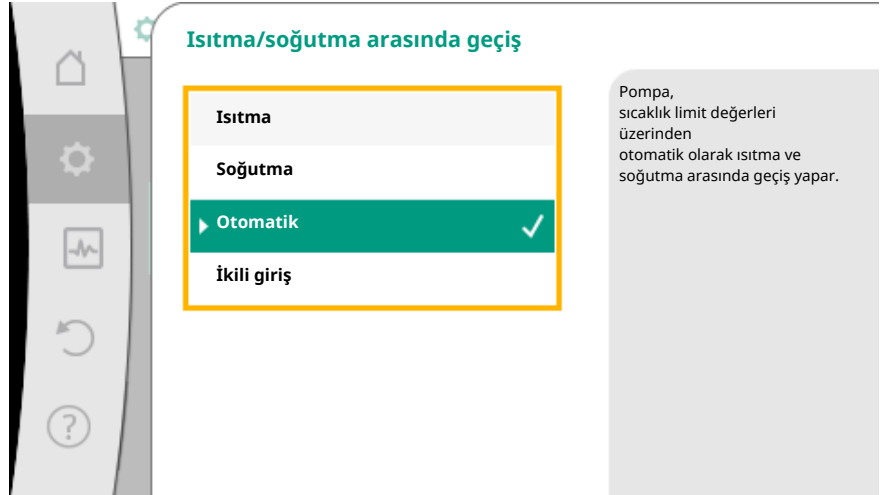 Isıtma/soğutma arasında geçiş
Isıtma
Soğutma
Otomatik
İkili giriş
Pompa,
sıcaklık limit değerleri
üzerinden
otomatik olarak ısıtma ve
soğutma arasında geçiş yapar.
?